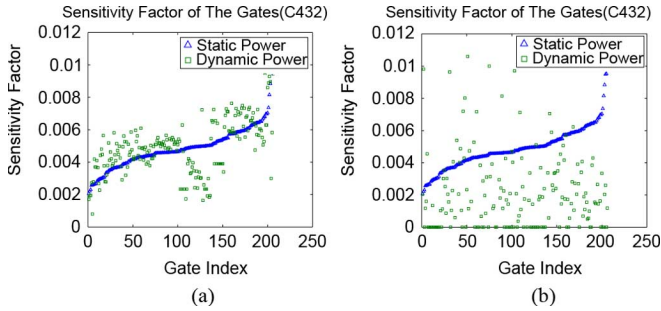 Sensitivity Factor of The Gates(C432)
0.012
0.01
0.008
0.006
0.004
0.002
0
Sensitivity Factor
Static Power
Dynamic Power
0 50 100 150 200 250
Gate Index
(a)
Sensitivity Factor of The Gates(C432)
0.012
0.01
0.008
0.006
0.004
0.002
0
Sensitivity Factor
Static Power
Dynamic Power
0 50 100 150 200 250
Gate Index
(b)